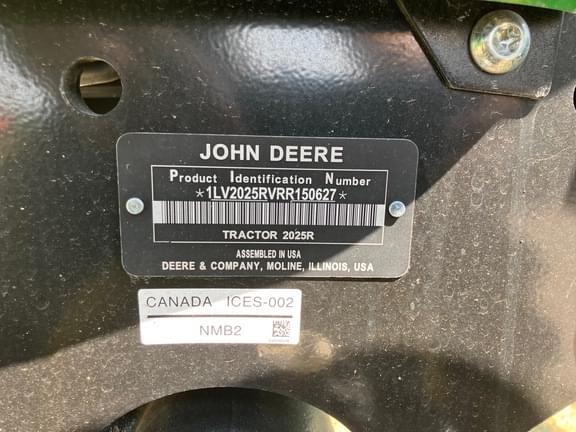 JOHN DEERE
Product Identification Number
*1LV2025RVRR150627*
TRACTOR 2025R
ASSEMBLED IN USA
DEERE & COMPANY, MOLINE, ILLINOIS, USA
CANADA ICES-002
NMB2